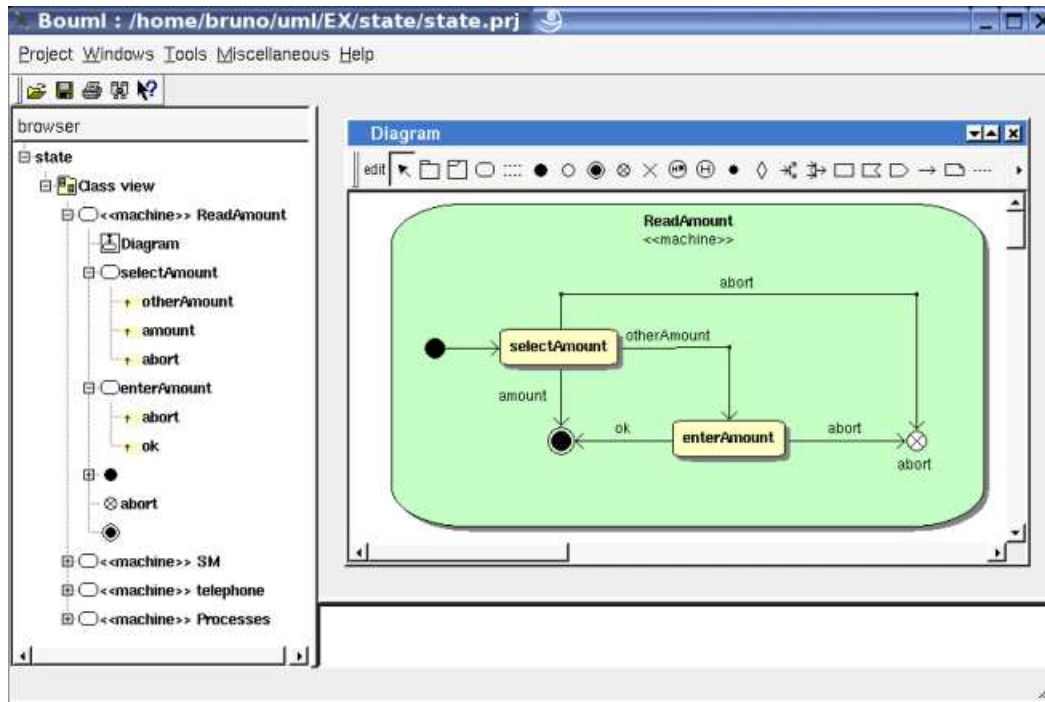 Bouml : /home/bruno/uml/EX/state/state.prj
Project Windows Tools Miscellaneous Help
browser
state
Class view
<<machine>> ReadAmount
Diagram
selectAmount
otherAmount
amount
abort
enterAmount
abort
ok
abort
<<machine>> SM
<<machine>> telephone
<<machine>> Processes
Diagram
edit
ReadAmount
<<machine>>
abort
selectAmount
otherAmount
amount
ok
enterAmount
abort
abort